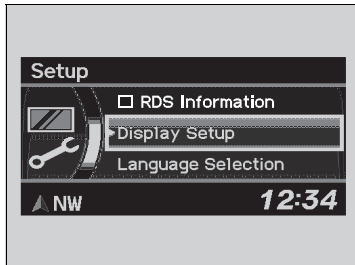 Setup
RDS Information
Display Setup
Language Selection
NW
12:34